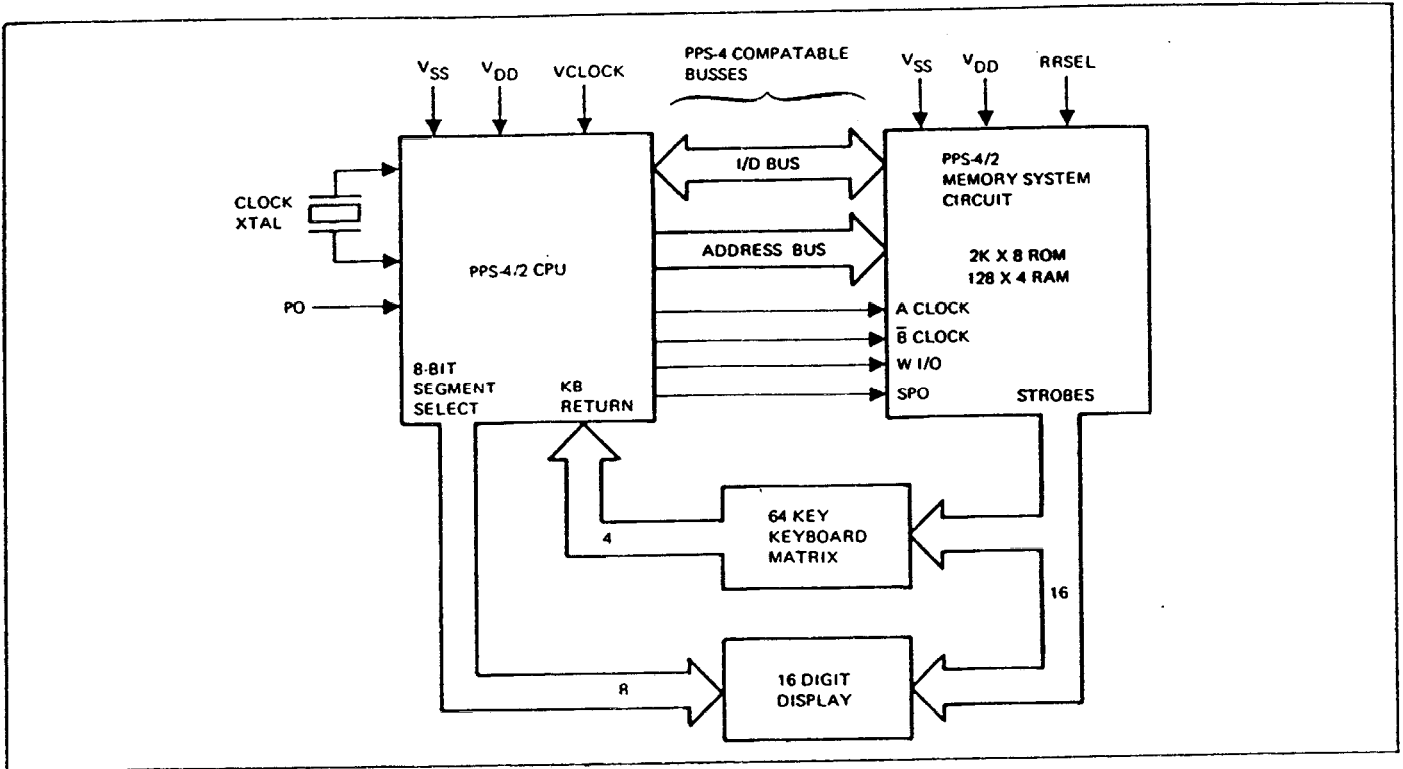 PPS-4 COMPATABLE
BUSSES
VSS
VDD
VCLOCK
VSS
VDD
RRSEL
I/D BUS
PPS-4/2
MEMORY SYSTEM
CIRCUIT
CLOCK
XTAL
ADDRESS BUS
PPS-4/2 CPU
2K X 8 ROM
128 X 4 RAM
PO
A CLOCK
B̅ CLOCK
W I/O
SPO
8-BIT
SEGMENT
SELECT
KB
RETURN
STROBES
64 KEY
KEYBOARD
MATRIX
4
16
16 DIGIT
DISPLAY
8